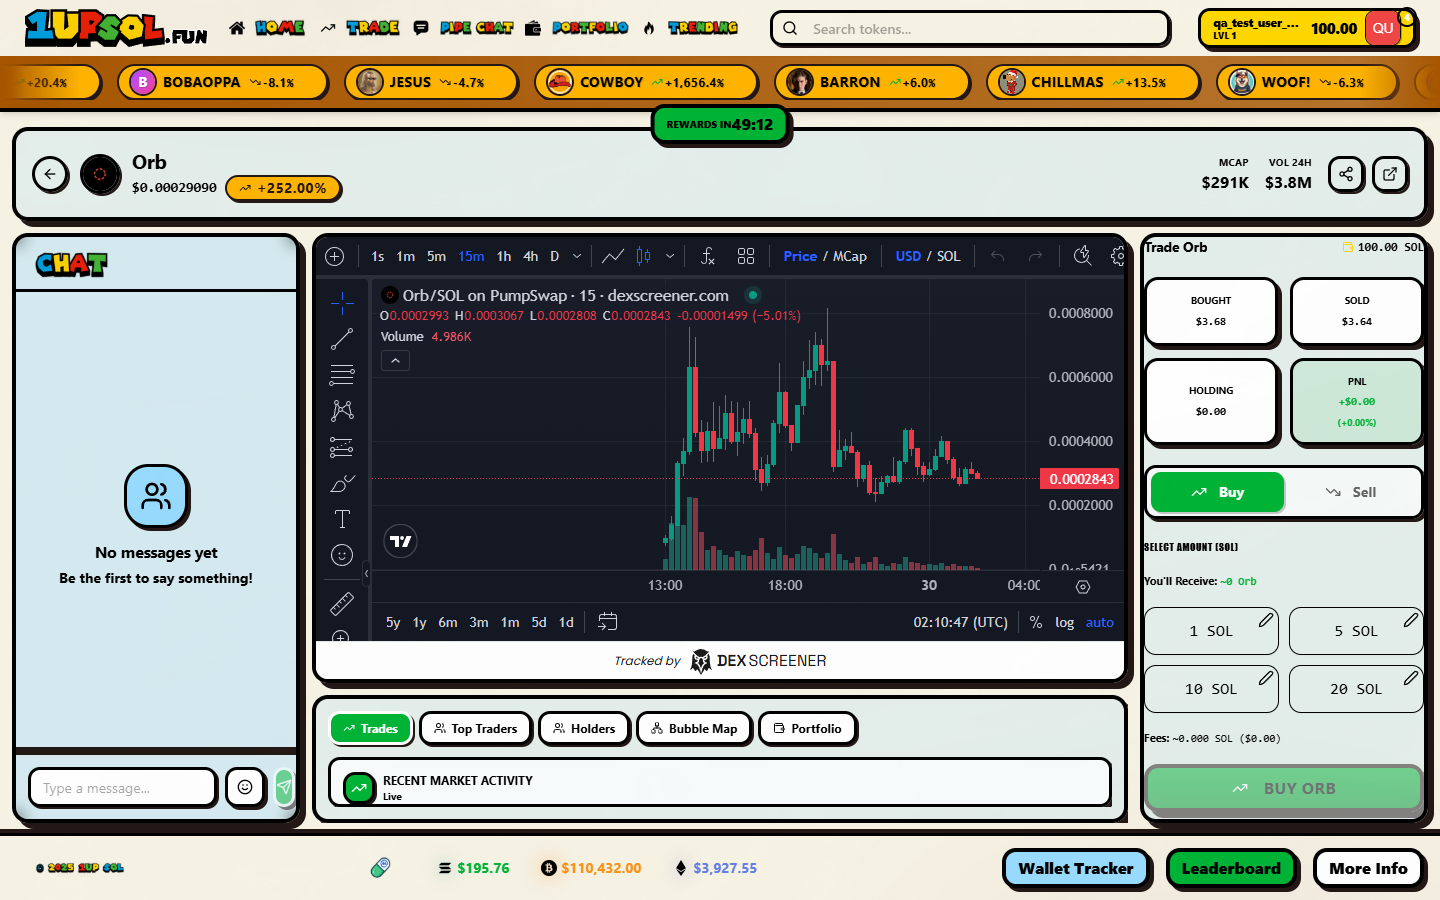 1UPSOL.FUN
HOME
TRADE
PIPE CHAT
PORTFOLIO
TRENDING
Search tokens...
qa_test_user_...
LVL 1
100.00
QU
+20.4%
B BOBAOPPA -8.1%
JESUS -4.7%
COWBOY +1,656.4%
BARRON +6.0%
CHILLMAS +13.5%
WOOF! -6.3%
REWARDS IN 49:12
Orb
$0.00029090
+252.00%
MCAP
$291K
VOL 24H
$3.8M
CHAT
No messages yet
Be the first to say something!
Type a message...
1s 1m 5m 15m 1h 4h D
Price / MCap
USD / SOL
Orb/SOL on PumpSwap · 15 · dexscreener.com
O0.0002993 H0.0003067 L0.0002808 C0.0002843 -0.00001499 (−5.01%)
Volume 4.986K
0.0008000
0.0006000
0.0004000
0.0002843
0.0002000
13:00
18:00
30
04:00
5y 1y 6m 3m 1m 5d 1d
02:10:47 (UTC)
% log auto
Tracked by DEX SCREENER
Trades
Top Traders
Holders
Bubble Map
Portfolio
RECENT MARKET ACTIVITY
Live
Trade Orb
100.00 SOL
BOUGHT
$3.68
SOLD
$3.64
HOLDING
$0.00
PNL
+$0.00
(+0.00%)
Buy
Sell
SELECT AMOUNT (SOL)
You'll Receive: ~0 Orb
1 SOL
5 SOL
10 SOL
20 SOL
Fees: ~0.000 SOL ($0.00)
BUY ORB
© 2025 1UP SOL
$195.76
$110,432.00
$3,927.55
Wallet Tracker
Leaderboard
More Info